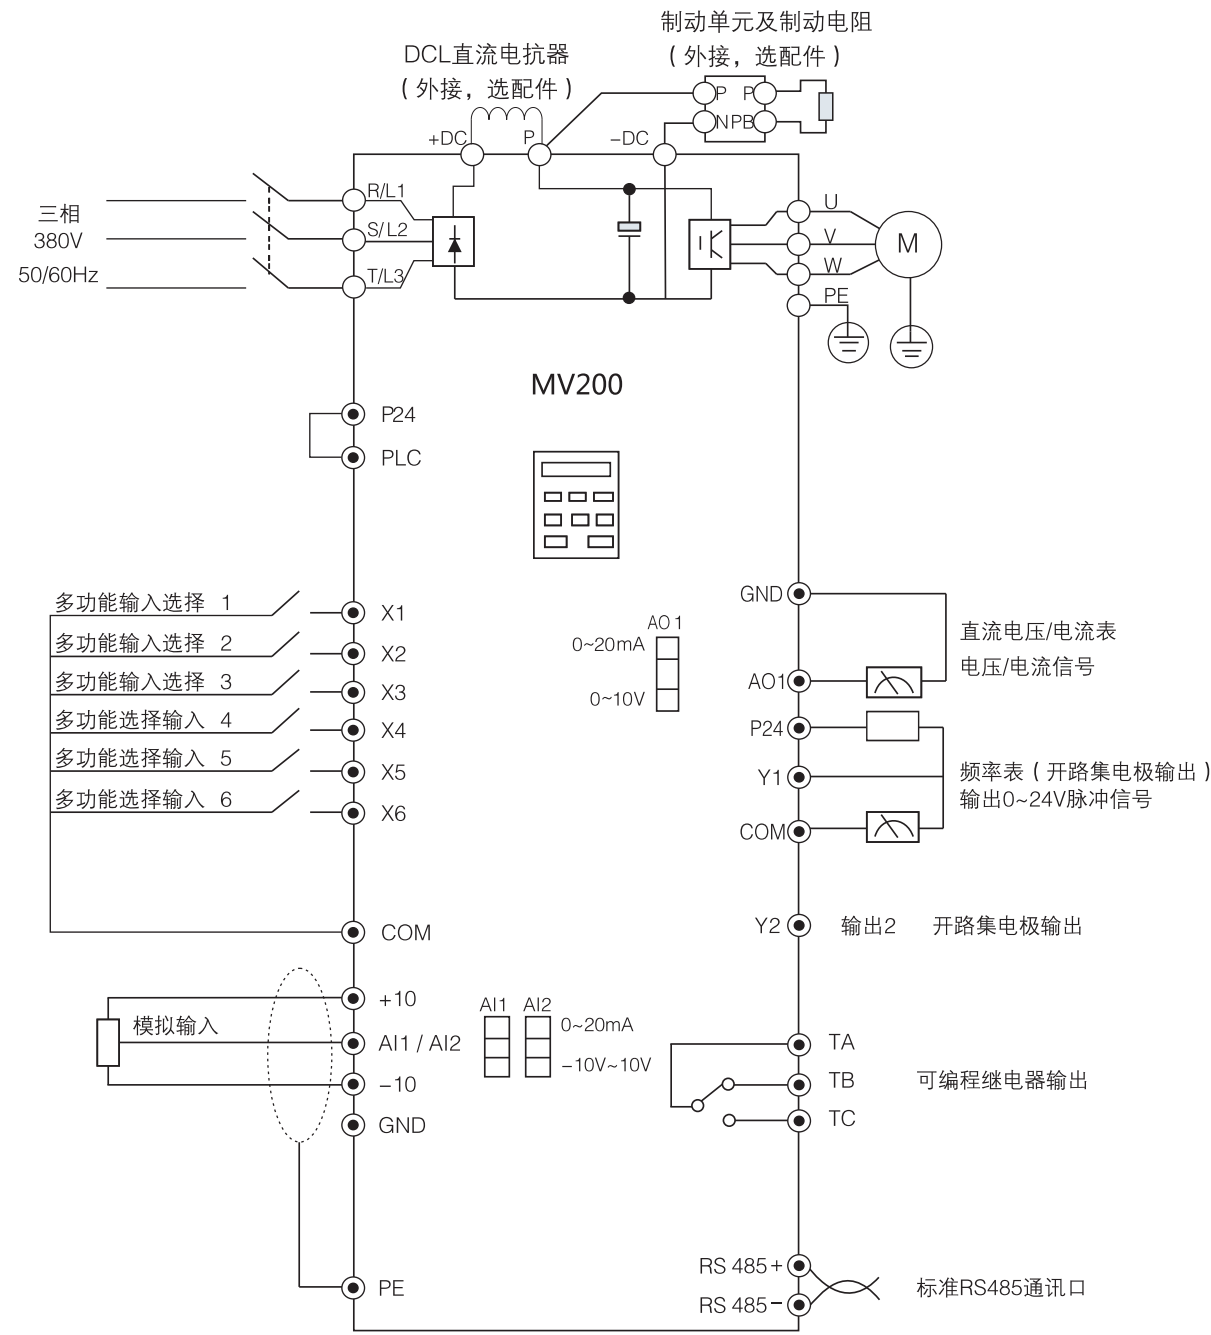 制动单元及制动电阻
（外接，选配件）
DCL直流电抗器
（外接，选配件）
P P
N PB
+DC P −DC
三相
380V
50/60Hz
R/L1
S/L2
T/L3
U
V
W
PE
M
MV200
P24
PLC
多功能输入选择 1 X1
多功能输入选择 2 X2
多功能输入选择 3 X3
多功能选择输入 4 X4
多功能选择输入 5 X5
多功能选择输入 6 X6
COM
AO 1
0~20mA
0~10V
GND
AO1
直流电压/电流表
电压/电流信号
P24
Y1
COM
频率表（开路集电极输出）
输出0~24V脉冲信号
Y2 输出2 开路集电极输出
模拟输入
+10
AI1 / AI2
−10
GND
AI1 AI2
0~20mA
−10V~10V
TA
TB
TC
可编程继电器输出
PE
RS 485+
RS 485−
标准RS485通讯口